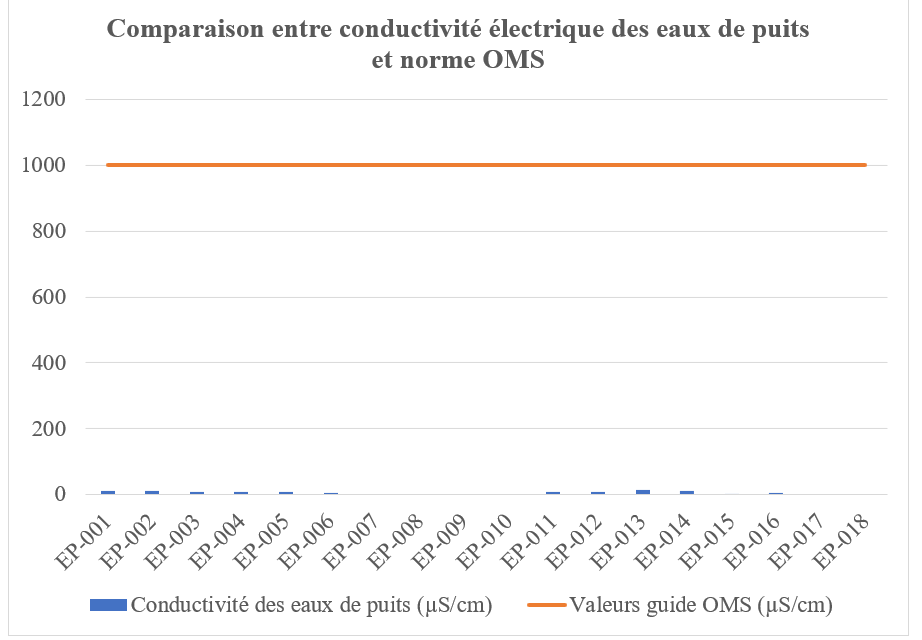 Comparaison entre conductivité électrique des eaux de puits
et norme OMS
1200
1000
800
600
400
200
0
EP-001
EP-002
EP-003
EP-004
EP-005
EP-006
EP-007
EP-008
EP-009
EP-010
EP-011
EP-012
EP-013
EP-014
EP-015
EP-016
EP-017
EP-018
Conductivité des eaux de puits (µS/cm)
Valeurs guide OMS (µS/cm)